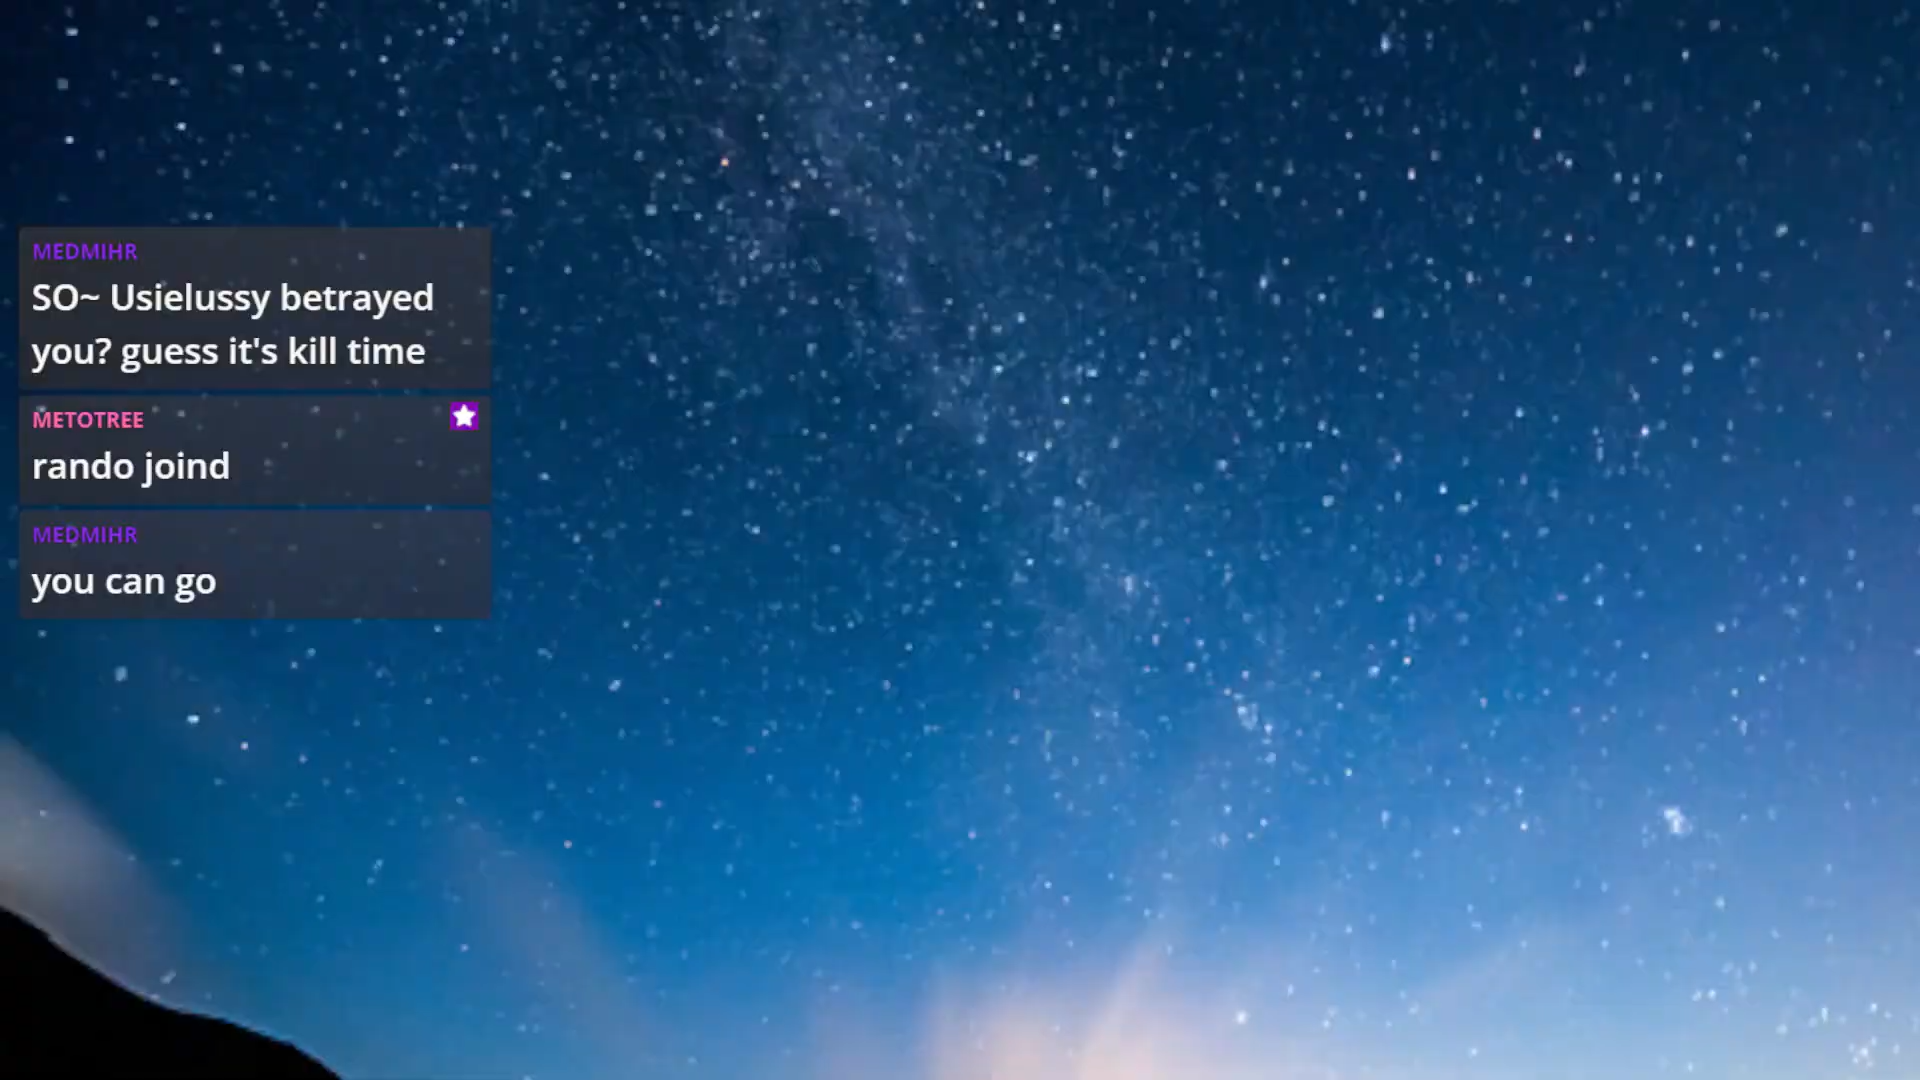 MEDMIHR
SO~ Usielussy betrayed
you? guess it's kill time
METOTREE
rando joind
MEDMIHR
you can go